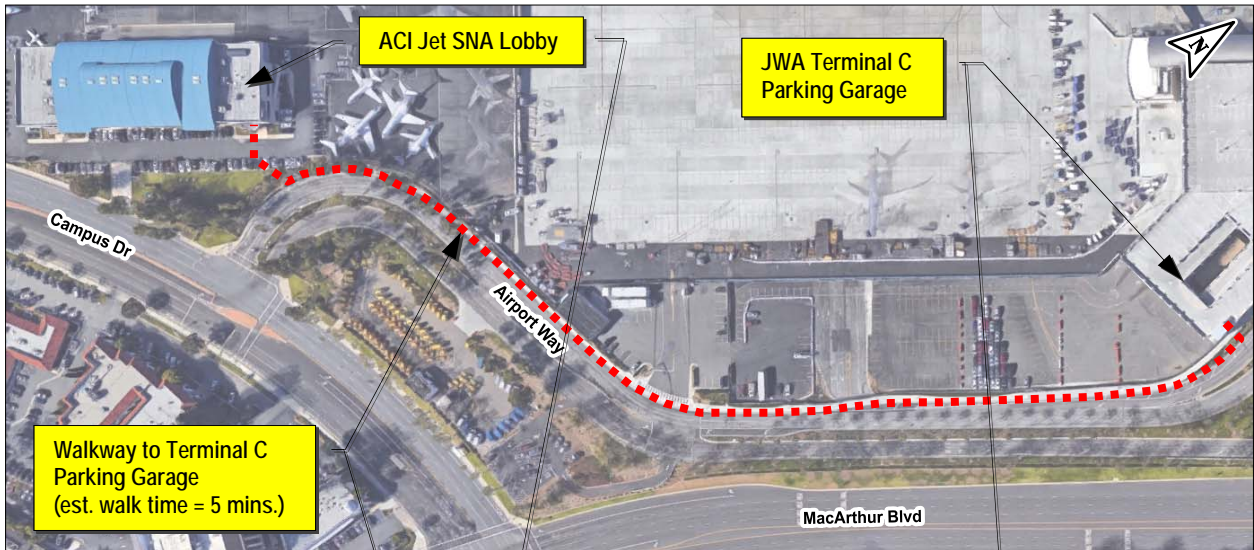 ACI Jet SNA Lobby
JWA Terminal C
Parking Garage
N
Campus Dr
Airport Way
Walkway to Terminal C
Parking Garage
(est. walk time = 5 mins.)
MacArthur Blvd